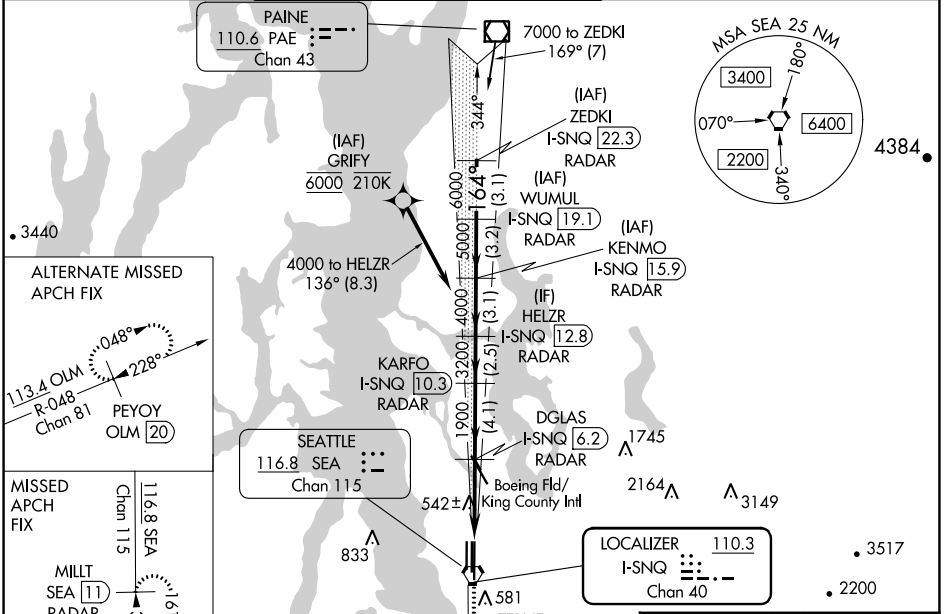 PAINE
110.6 PAE
Chan 43
7000 to ZEDKI
169° (7)
MSA SEA 25 NM
180°
3400
070°
6400
2200
340°
4384
344°
(IAF)
ZEDKI
I-SNQ 22.3
RADAR
(IAF)
GRIFY
6000 210K
6000
164°
(3.1)
(IAF)
WUMUL
I-SNQ 19.1
RADAR
3440
5000
(3.2)
(IAF)
KENMO
I-SNQ 15.9
RADAR
4000 to HELZR
136° (8.3)
ALTERNATE MISSED
APCH FIX
048°
228°
113.4 OLM
R-048
Chan 81
PEYOY
OLM 20
4000
(3.1)
(IF)
HELZR
I-SNQ 12.8
RADAR
3200
(2.5)
KARFO
I-SNQ 10.3
RADAR
1900
(4.1)
DGLAS
I-SNQ 6.2
RADAR
1745
SEATTLE
116.8 SEA
Chan 115
Boeing Fld/
King County Intl
542±
2164
3149
833
MISSED
APCH
FIX
116.8 SEA
Chan 115
MILLT
SEA 11
RADAR
LOCALIZER 110.3
I-SNQ
Chan 40
3517
2200
581